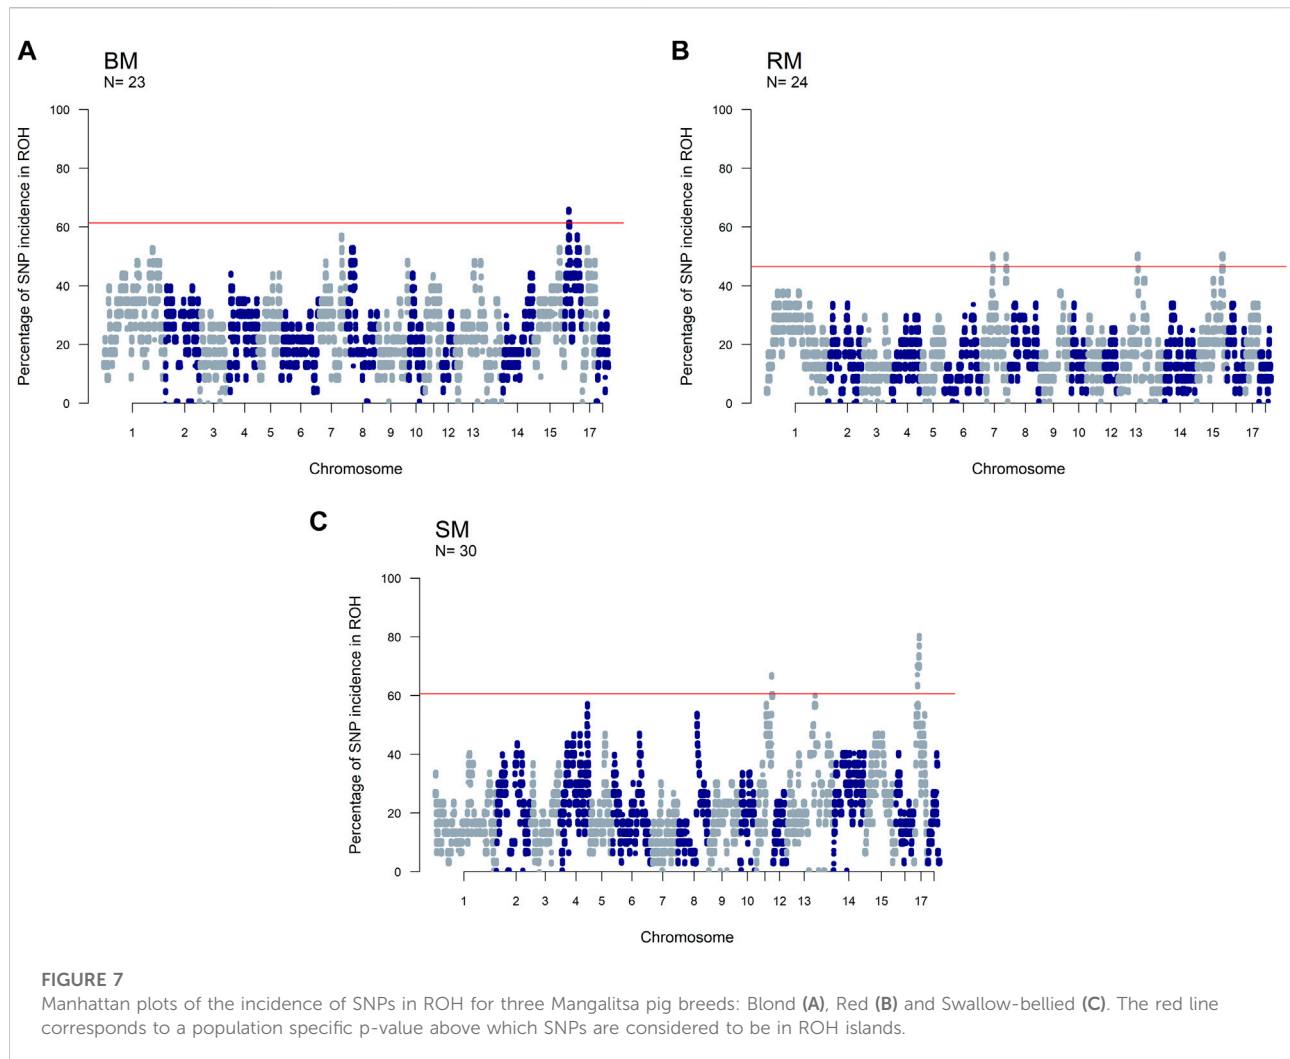 A
BM
N= 23
Percentage of SNP incidence in ROH
100
80
60
40
20
0
1 2 3 4 5 6 7 8 9 10 12 13 14 15 17
Chromosome
B
RM
N= 24
Percentage of SNP incidence in ROH
100
80
60
40
20
0
1 2 3 4 5 6 7 8 9 10 12 13 14 15 17
Chromosome
C
SM
N= 30
Percentage of SNP incidence in ROH
100
80
60
40
20
0
1 2 3 4 5 6 7 8 9 10 12 13 14 15 17
Chromosome
FIGURE 7
Manhattan plots of the incidence of SNPs in ROH for three Mangalitsa pig breeds: Blond (A), Red (B) and Swallow-bellied (C). The red line
corresponds to a population specific p-value above which SNPs are considered to be in ROH islands.